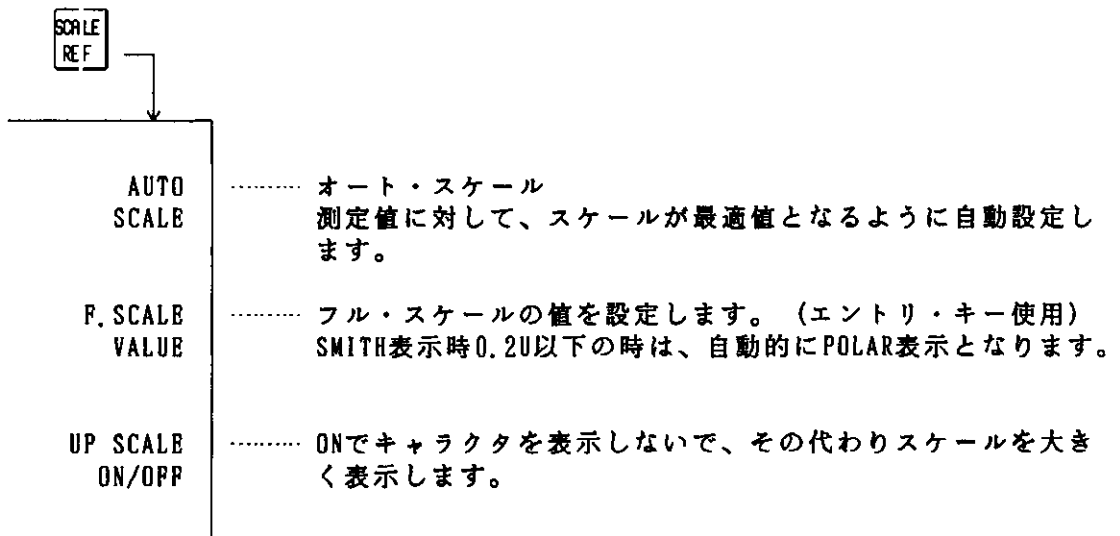 SCALE
REF
AUTO ……… オート・スケール
SCALE 測定値に対して、スケールが最適値となるように自動設定し
ます。
F.SCALE ……… フル・スケールの値を設定します。（エントリ・キー使用）
VALUE SMITH表示時0.2U以下の時は、自動的にPOLAR表示となります。
UP SCALE ……… ONでキャラクタを表示しないで、その代わりスケールを大き
ON/OFF く表示します。